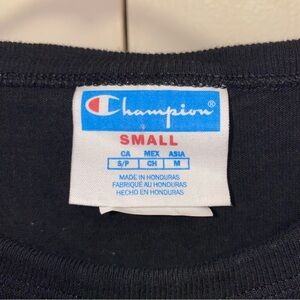 Champion®
SMALL
CA MEX ASIA
S/P CH M
MADE IN HONDURAS
FABRIQUÉ AU HONDURAS
HECHO EN HONDURAS